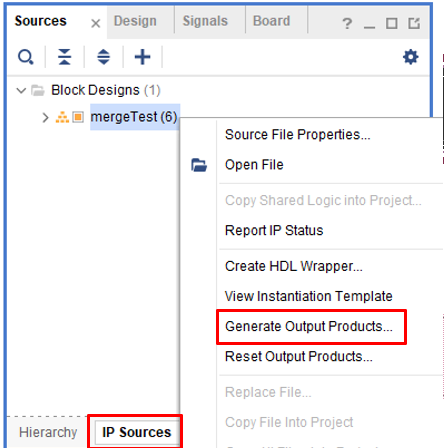 Sources × Design Signals Board ? _
Block Designs (1)
mergeTest (6)
Source File Properties...
Open File
Copy Shared Logic into Project...
Report IP Status
Create HDL Wrapper...
View Instantiation Template
Generate Output Products...
Reset Output Products...
Replace File...
Copy File Into Project
Hierarchy IP Sources